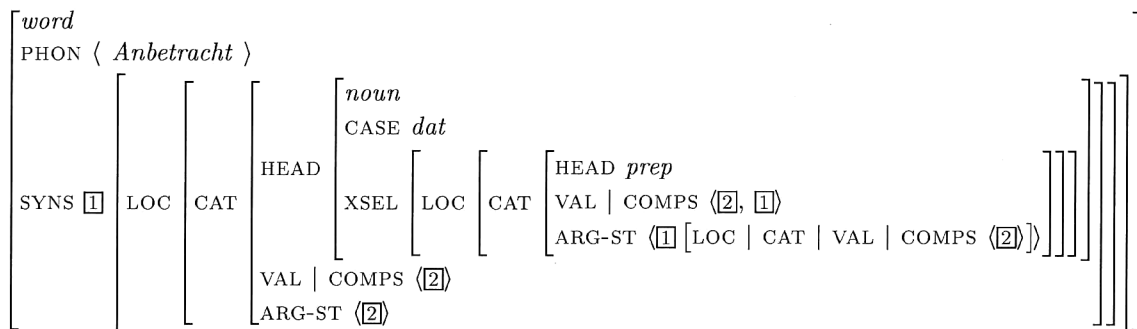 word
PHON ⟨ Anbetracht ⟩
noun
CASE dat
HEAD
HEAD prep
SYNS [1] LOC CAT XSEL LOC CAT VAL | COMPS ⟨[2], [1]⟩
ARG-ST ⟨[1] [LOC | CAT | VAL | COMPS ⟨[2]⟩]⟩
VAL | COMPS ⟨[2]⟩
ARG-ST ⟨[2]⟩